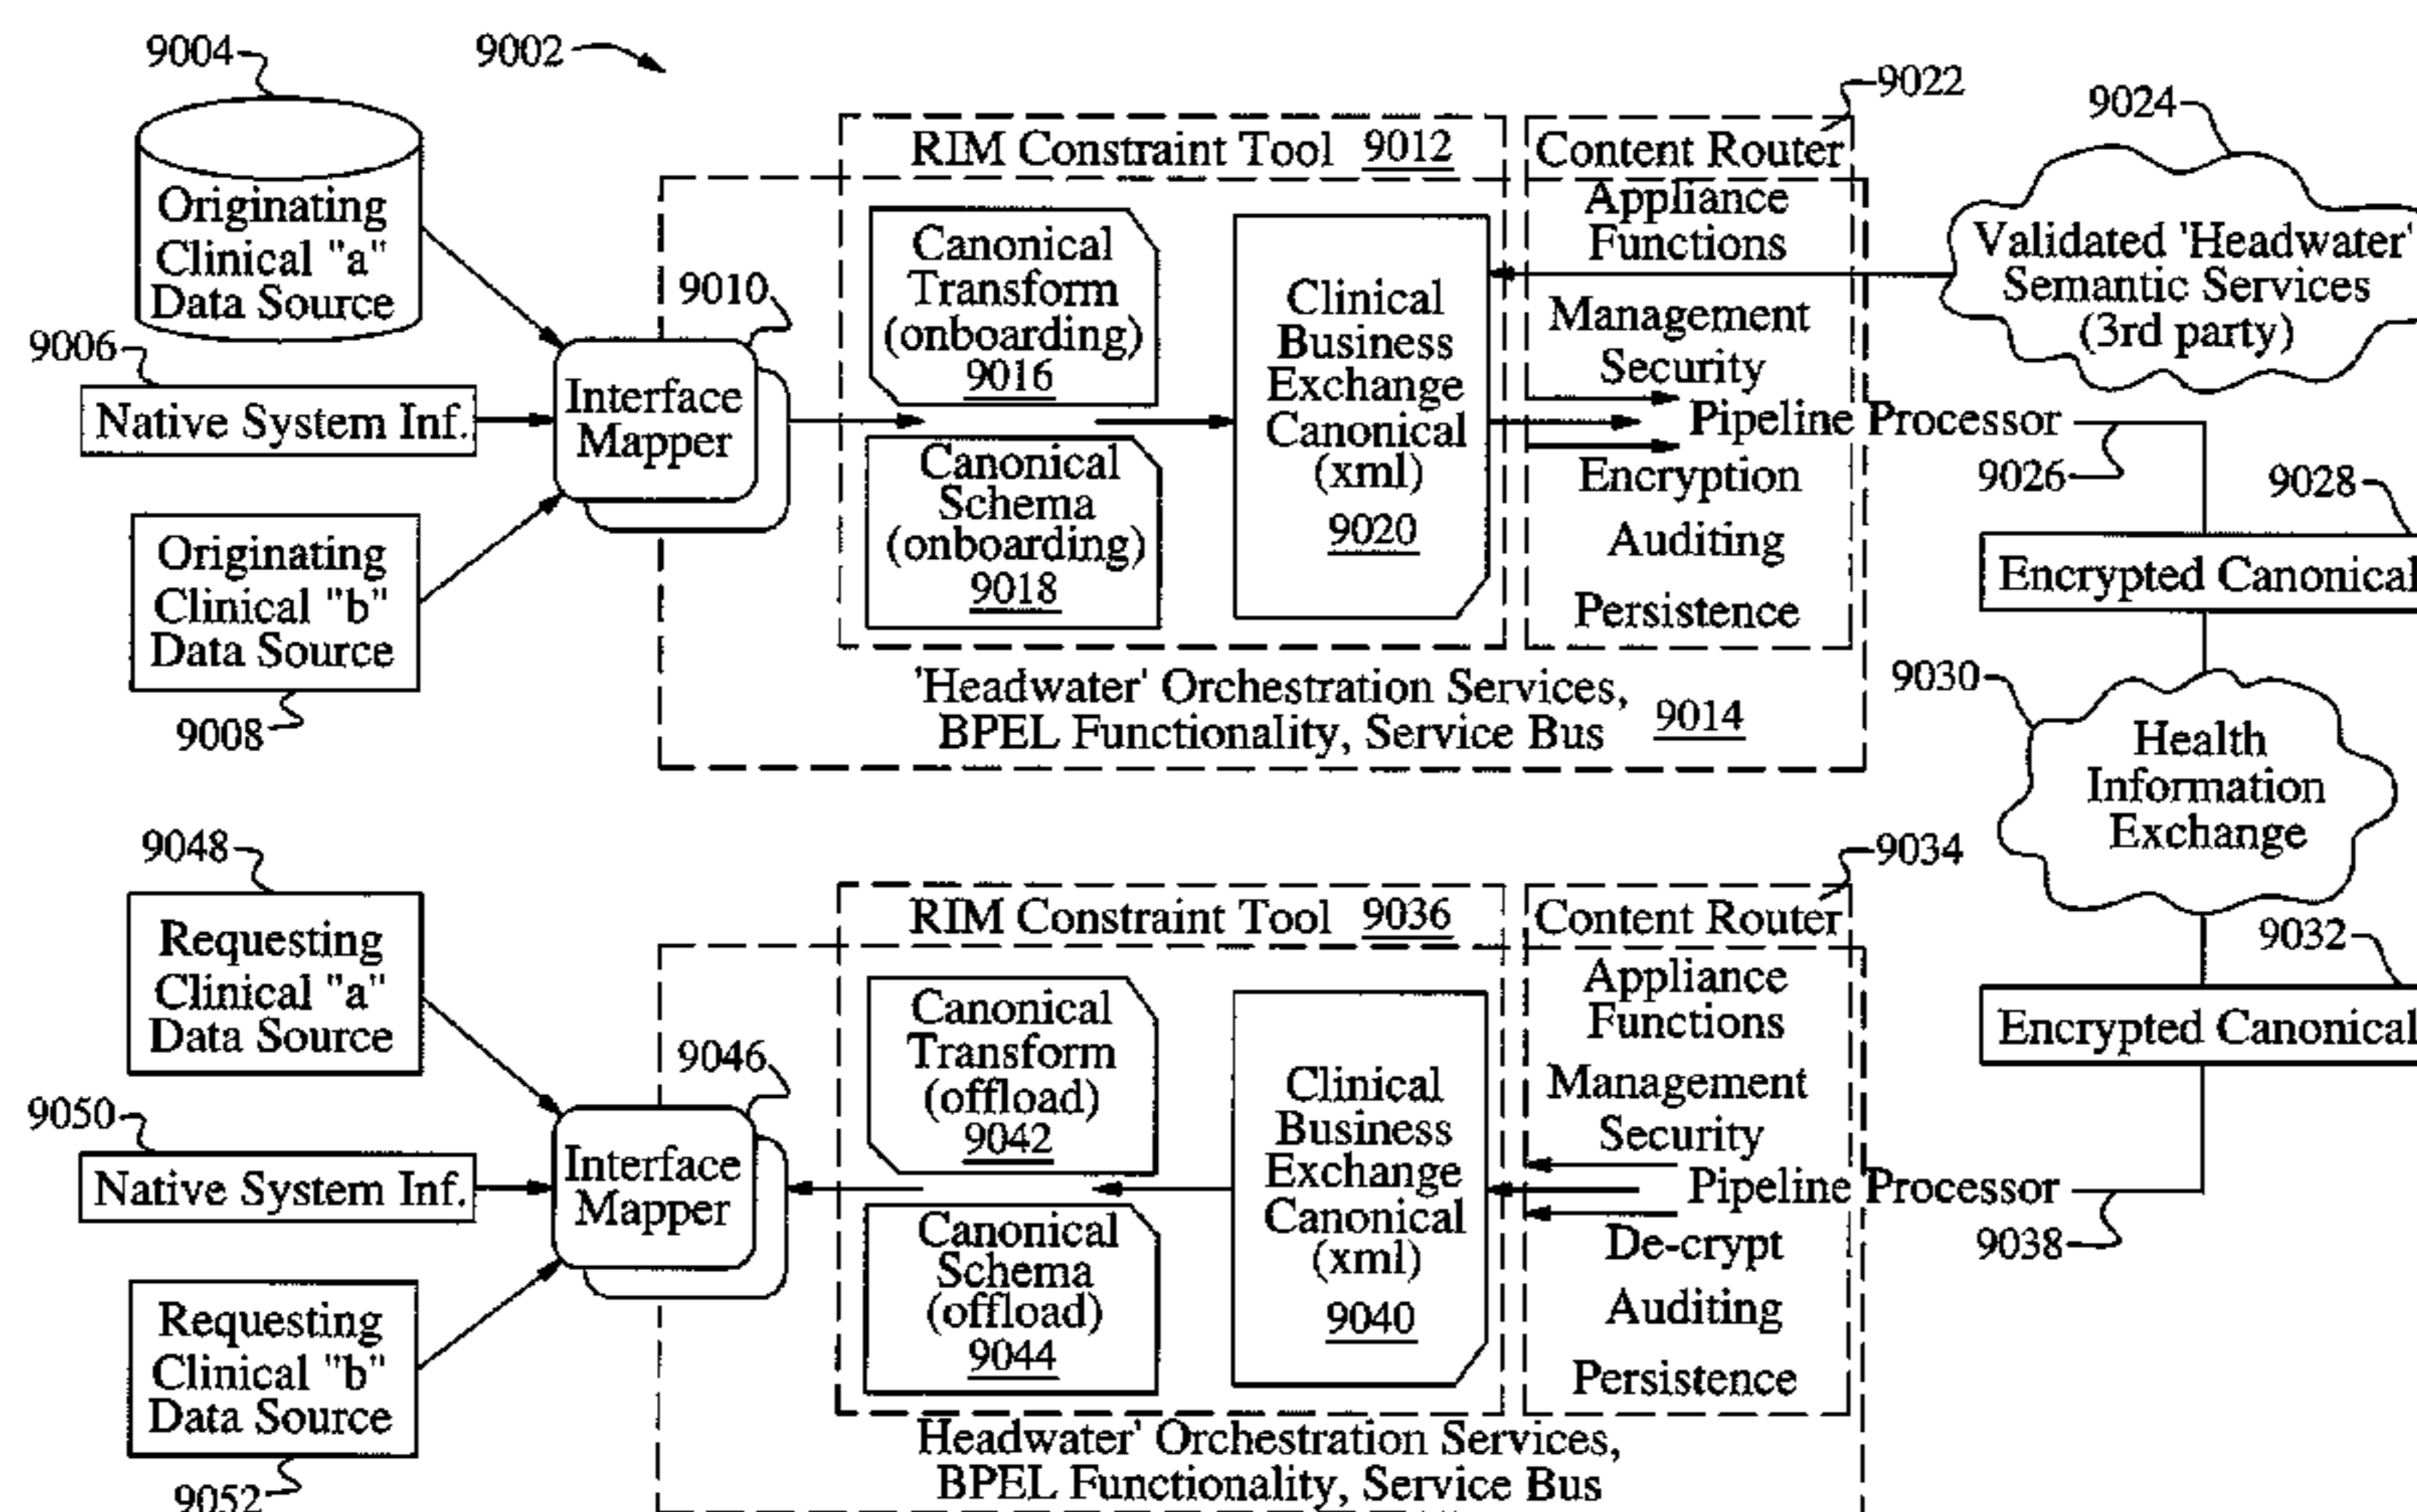 9004
9002
9022
9024
RIM Constraint Tool 9012
Content Router
Originating
Clinical "a"
Data Source
Canonical
Transform
(onboarding)
9016
Appliance
Functions
Validated 'Headwater'
Semantic Services
(3rd party)
9010
9006
Native System Inf.
Interface
Mapper
Clinical
Business
Exchange
Canonical
(xml)
9020
Management
Security
Pipeline Processor
9026
9028
Canonical
Schema
(onboarding)
9018
Encryption
Auditing
Persistence
Originating
Clinical "b"
Data Source
9008
Encrypted Canonical
'Headwater' Orchestration Services,
BPEL Functionality, Service Bus 9014
9030
Health
Information
Exchange
9048
9034
RIM Constraint Tool 9036
Content Router
9032
Requesting
Clinical "a"
Data Source
Canonical
Transform
(offload)
9042
Appliance
Functions
Encrypted Canonical
9046
9050
Native System Inf.
Interface
Mapper
Clinical
Business
Exchange
Canonical
(xml)
9040
Management
Security
Pipeline Processor
9038
Canonical
Schema
(offload)
9044
De-crypt
Auditing
Persistence
Requesting
Clinical "b"
Data Source
9052
Headwater' Orchestration Services,
BPEL Functionality, Service Bus